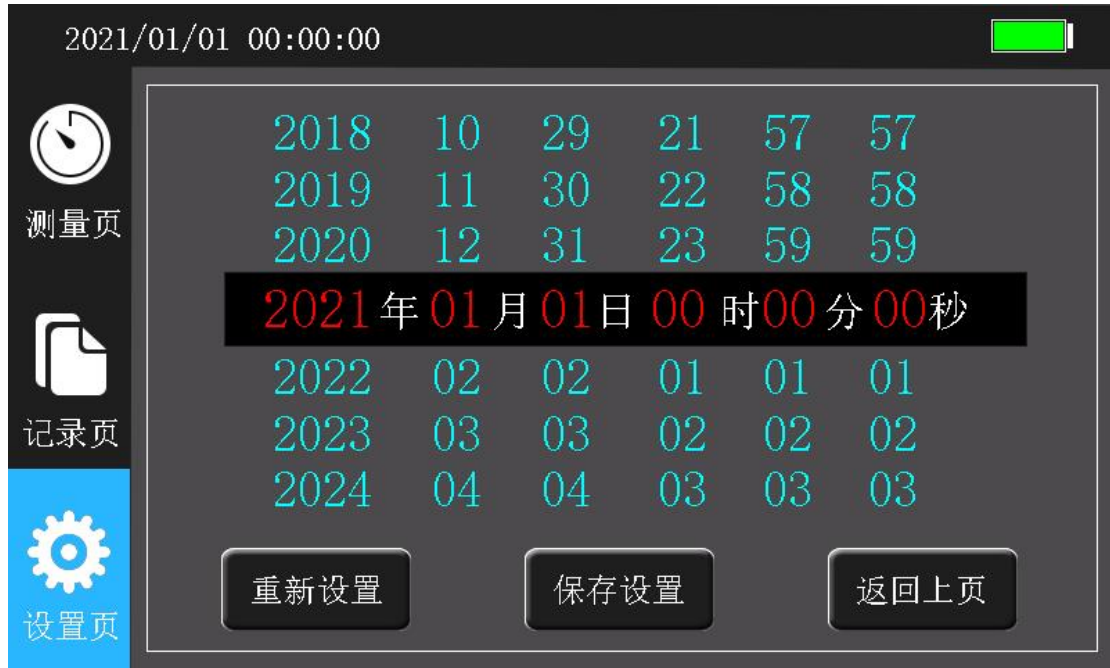 2021/01/01 00:00:00
测量页
记录页
设置页
2018 10 29 21 57 57
2019 11 30 22 58 58
2020 12 31 23 59 59
2021年01月01日00时00分00秒
2022 02 02 01 01 01
2023 03 03 02 02 02
2024 04 04 03 03 03
重新设置 保存设置 返回上页